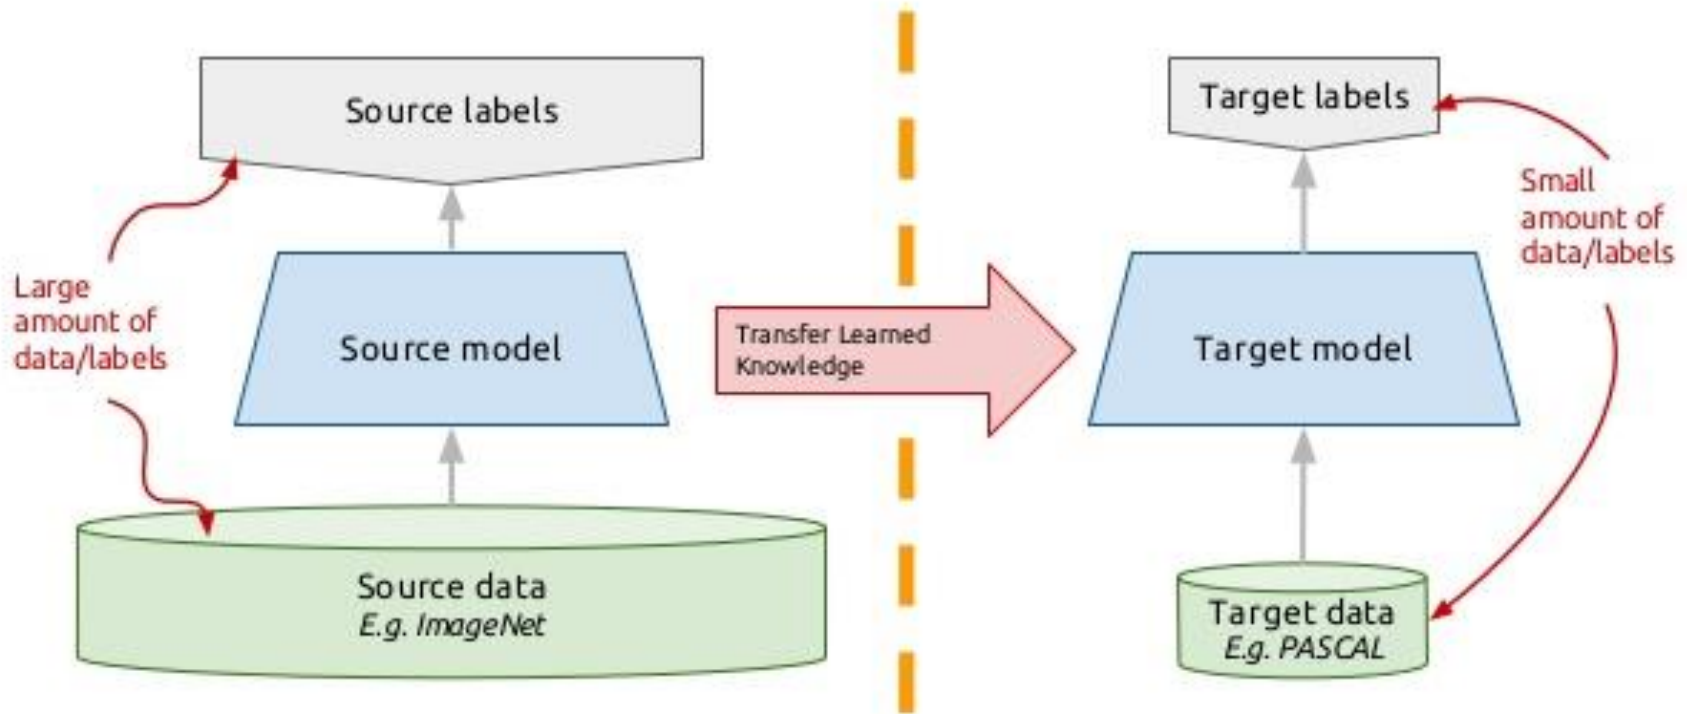 Source labels
Large
amount of
data/labels
Source model
Source data
E.g. ImageNet
Transfer Learned
Knowledge
Target labels
Small
amount of
data/labels
Target model
Target data
E.g. PASCAL